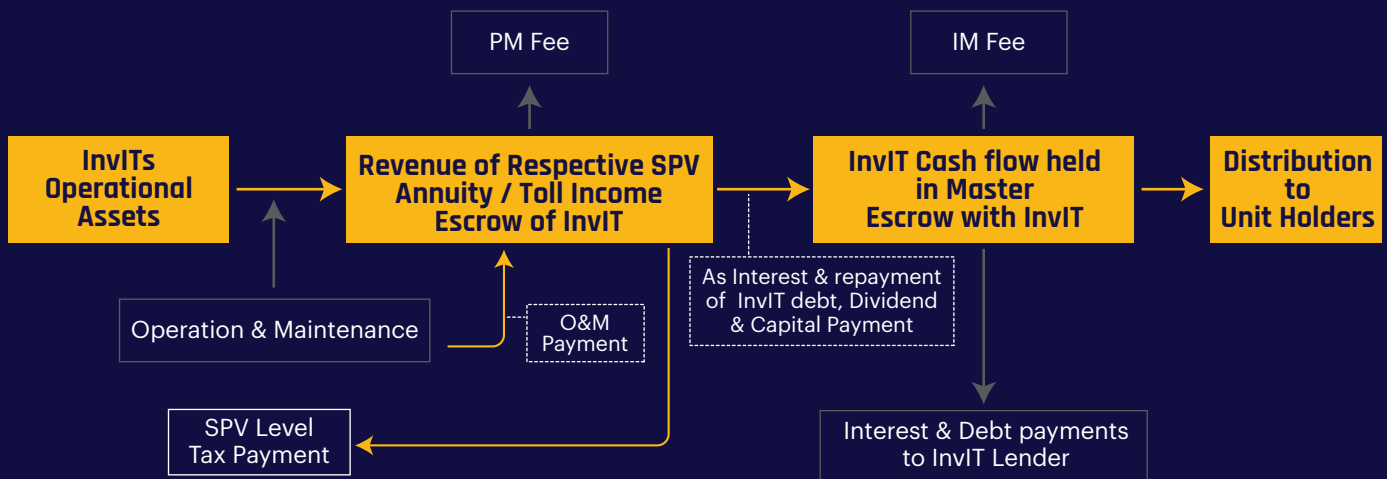 PM Fee
IM Fee
InvITs
Operational
Assets
Revenue of Respective SPV
Annuity / Toll Income
Escrow of InvIT
InvIT Cash flow held
in Master
Escrow with InvIT
Distribution
to
Unit Holders
Operation & Maintenance
O&M
Payment
As Interest & repayment
of InvIT debt, Dividend
& Capital Payment
SPV Level
Tax Payment
Interest & Debt payments
to InvIT Lender